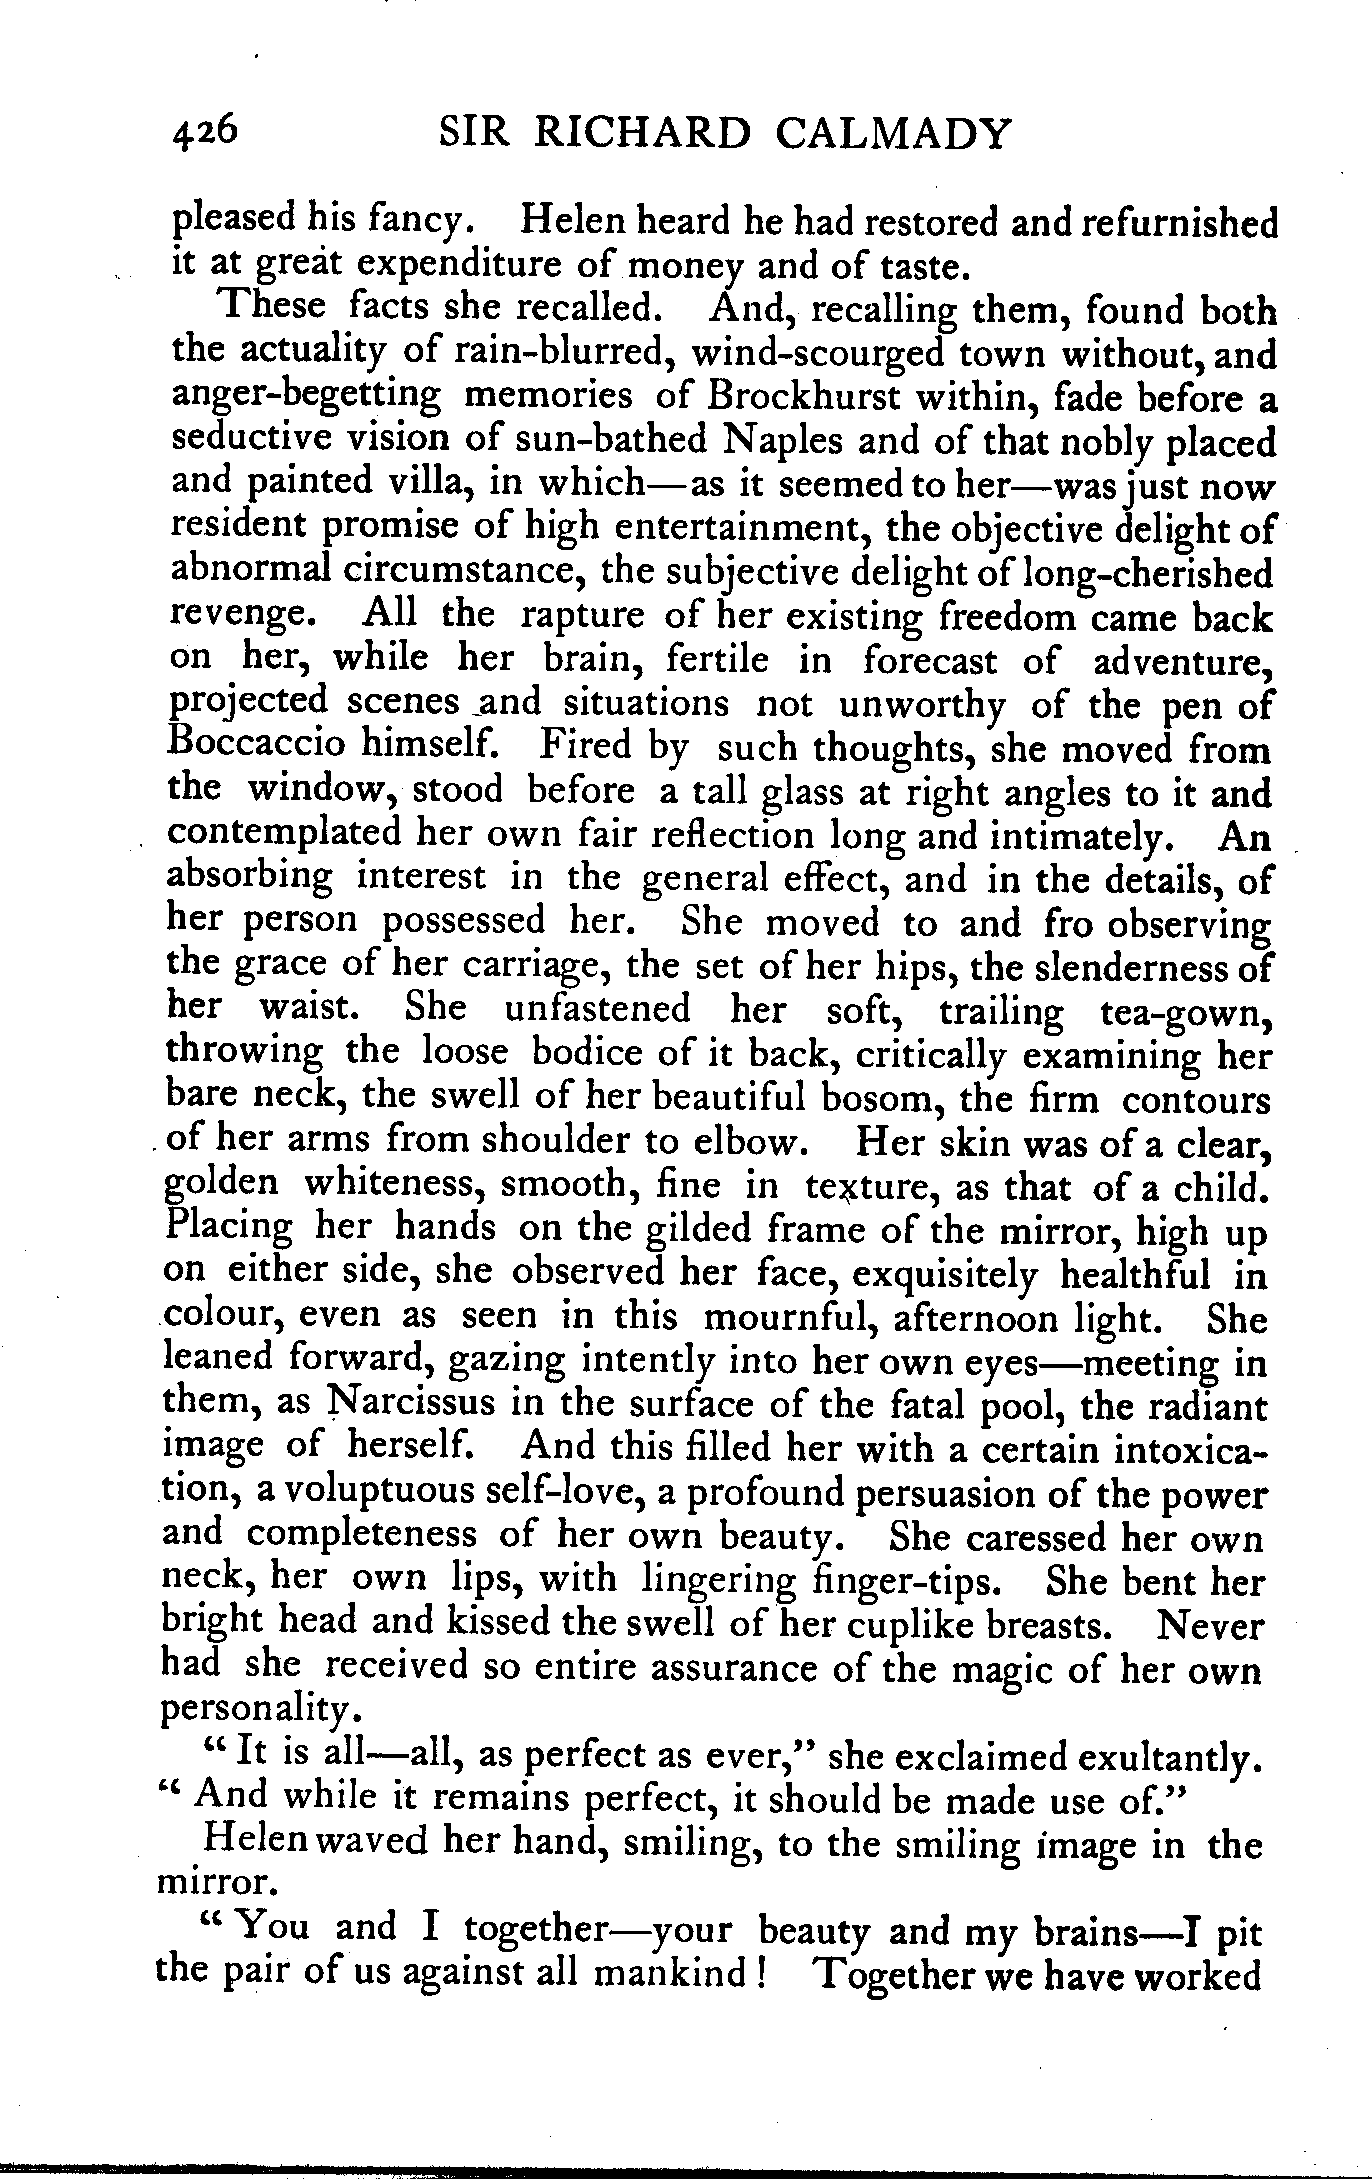 426 SIR RICHARD CALMADY
pleased his fancy. Helen heard he had restored and refurnished
it at great expenditure of money and of taste.
These facts she recalled. And, recalling them, found both
the actuality of rain-blurred, wind-scourged town without, and
anger-begetting memories of Brockhurst within, fade before a
seductive vision of sun-bathed Naples and of that nobly placed
and painted villa, in which—as it seemed to her—was just now
resident promise of high entertainment, the objective delight of
abnormal circumstance, the subjective delight of long-cherished
revenge. All the rapture of her existing freedom came back
on her, while her brain, fertile in forecast of adventure,
projected scenes and situations not unworthy of the pen of
Boccaccio himself. Fired by such thoughts, she moved from
the window, stood before a tall glass at right angles to it and
contemplated her own fair reflection long and intimately. An
absorbing interest in the general effect, and in the details, of
her person possessed her. She moved to and fro observing
the grace of her carriage, the set of her hips, the slenderness of
her waist. She unfastened her soft, trailing tea-gown,
throwing the loose bodice of it back, critically examining her
bare neck, the swell of her beautiful bosom, the firm contours
of her arms from shoulder to elbow. Her skin was of a clear,
golden whiteness, smooth, fine in texture, as that of a child.
Placing her hands on the gilded frame of the mirror, high up
on either side, she observed her face, exquisitely healthful in
colour, even as seen in this mournful, afternoon light. She
leaned forward, gazing intently into her own eyes—meeting in
them, as Narcissus in the surface of the fatal pool, the radiant
image of herself. And this filled her with a certain intoxica-
tion, a voluptuous self-love, a profound persuasion of the power
and completeness of her own beauty. She caressed her own
neck, her own lips, with lingering finger-tips. She bent her
bright head and kissed the swell of her cuplike breasts. Never
had she received so entire assurance of the magic of her own
personality.
“ It is all—all, as perfect as ever,” she exclaimed exultantly.
“ And while it remains perfect, it should be made use of.”
Helen waved her hand, smiling, to the smiling image in the
mirror.
“ You and I together—your beauty and my brains—I pit
the pair of us against all mankind ! Together we have worked